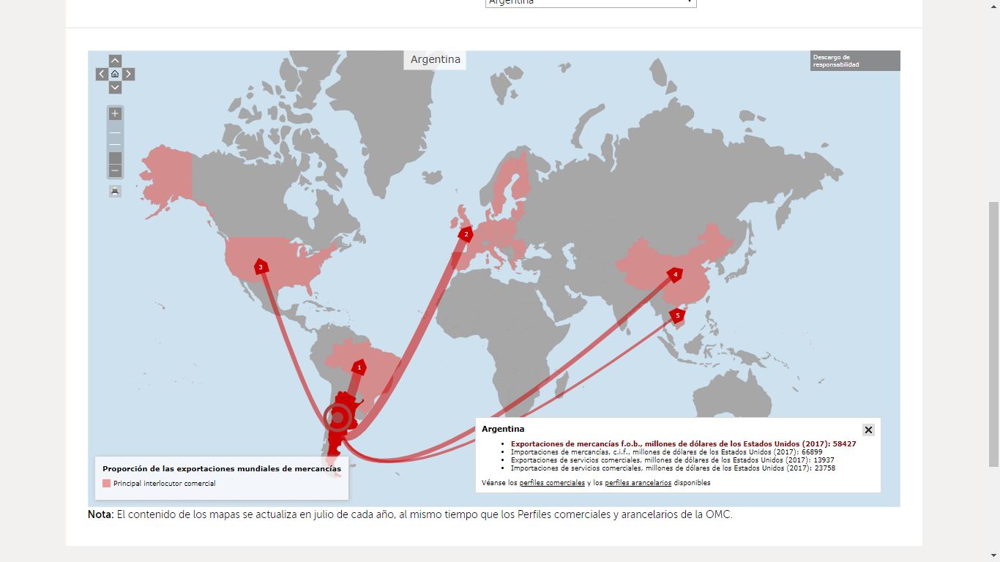 Argentina
Argentina
Descargo de
responsabilidad
3
2
4
5
1
Argentina
Exportaciones de mercancías f.o.b., millones de dólares de los Estados Unidos (2017): 58427
Importaciones de mercancías, c.i.f., millones de dólares de los Estados Unidos (2017): 66899
Exportaciones de servicios comerciales, millones de dólares de los Estados Unidos (2017): 13937
Importaciones de servicios comerciales, millones de dólares de los Estados Unidos (2017): 23758
Véanse los perfiles comerciales y los perfiles arancelarios disponibles
Proporción de las exportaciones mundiales de mercancías
Principal interlocutor comercial
Nota: El contenido de los mapas se actualiza en julio de cada año, al mismo tiempo que los Perfiles comerciales y arancelarios de la OMC.